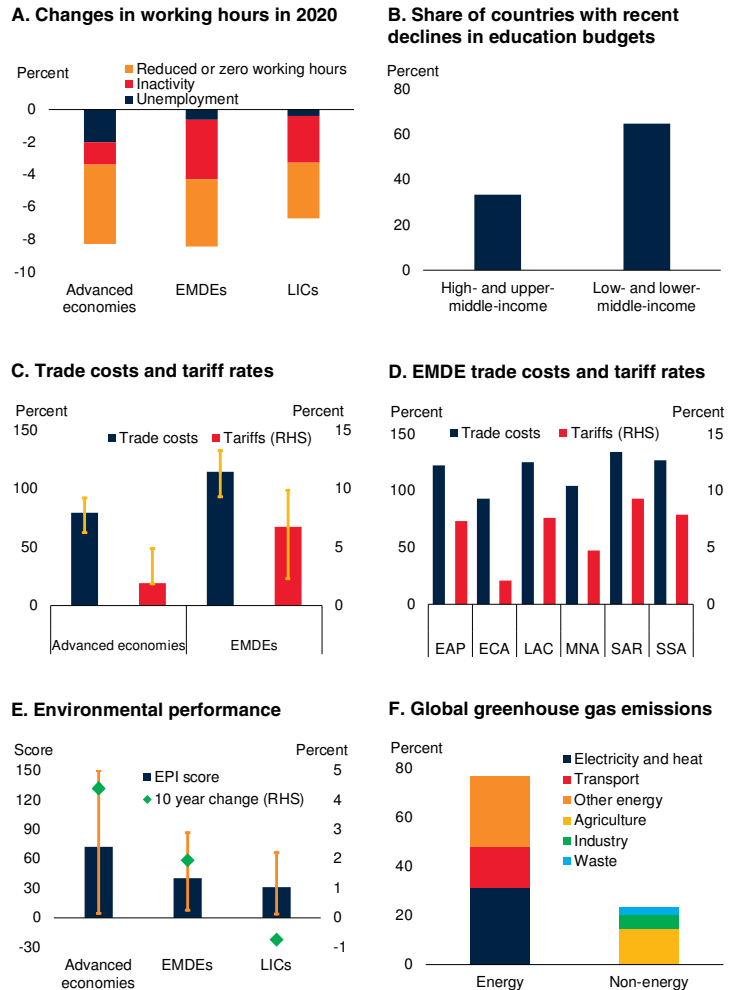 A. Changes in working hours in 2020
Percent
Reduced or zero working hours
Inactivity
Unemployment
0
-2
-4
-6
-8
-10
Advanced
economies
EMDEs
LICs
B. Share of countries with recent
declines in education budgets
Percent
80
60
40
20
0
High- and upper-
middle-income
Low- and lower-
middle-income
C. Trade costs and tariff rates
Percent
Percent
150
100
50
0
Trade costs
Tariffs (RHS)
15
10
5
0
Advanced economies
EMDEs
D. EMDE trade costs and tariff rates
Percent
Percent
150
100
50
0
Trade costs
Tariffs (RHS)
15
10
5
0
EAP
ECA
LAC
MNA
SAR
SSA
E. Environmental performance
Score
Percent
150
120
90
60
30
0
-30
EPI score
10 year change (RHS)
5
4
3
2
1
0
-1
Advanced
economies
EMDEs
LICs
F. Global greenhouse gas emissions
Percent
80
60
40
20
0
Electricity and heat
Transport
Other energy
Agriculture
Industry
Waste
Energy
Non-energy